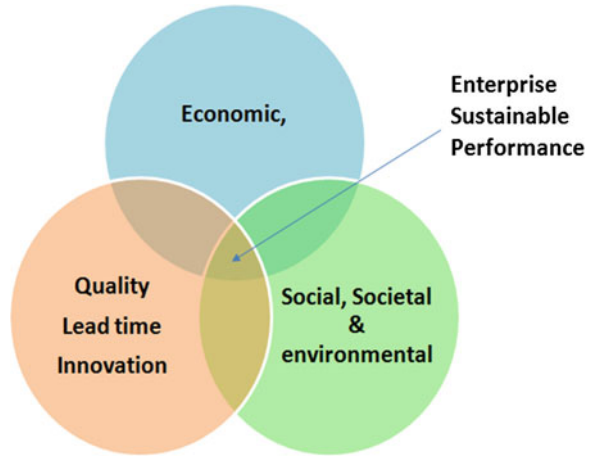 Economic,
Enterprise
Sustainable
Performance
Quality
Lead time
Innovation
Social, Societal
&
environmental